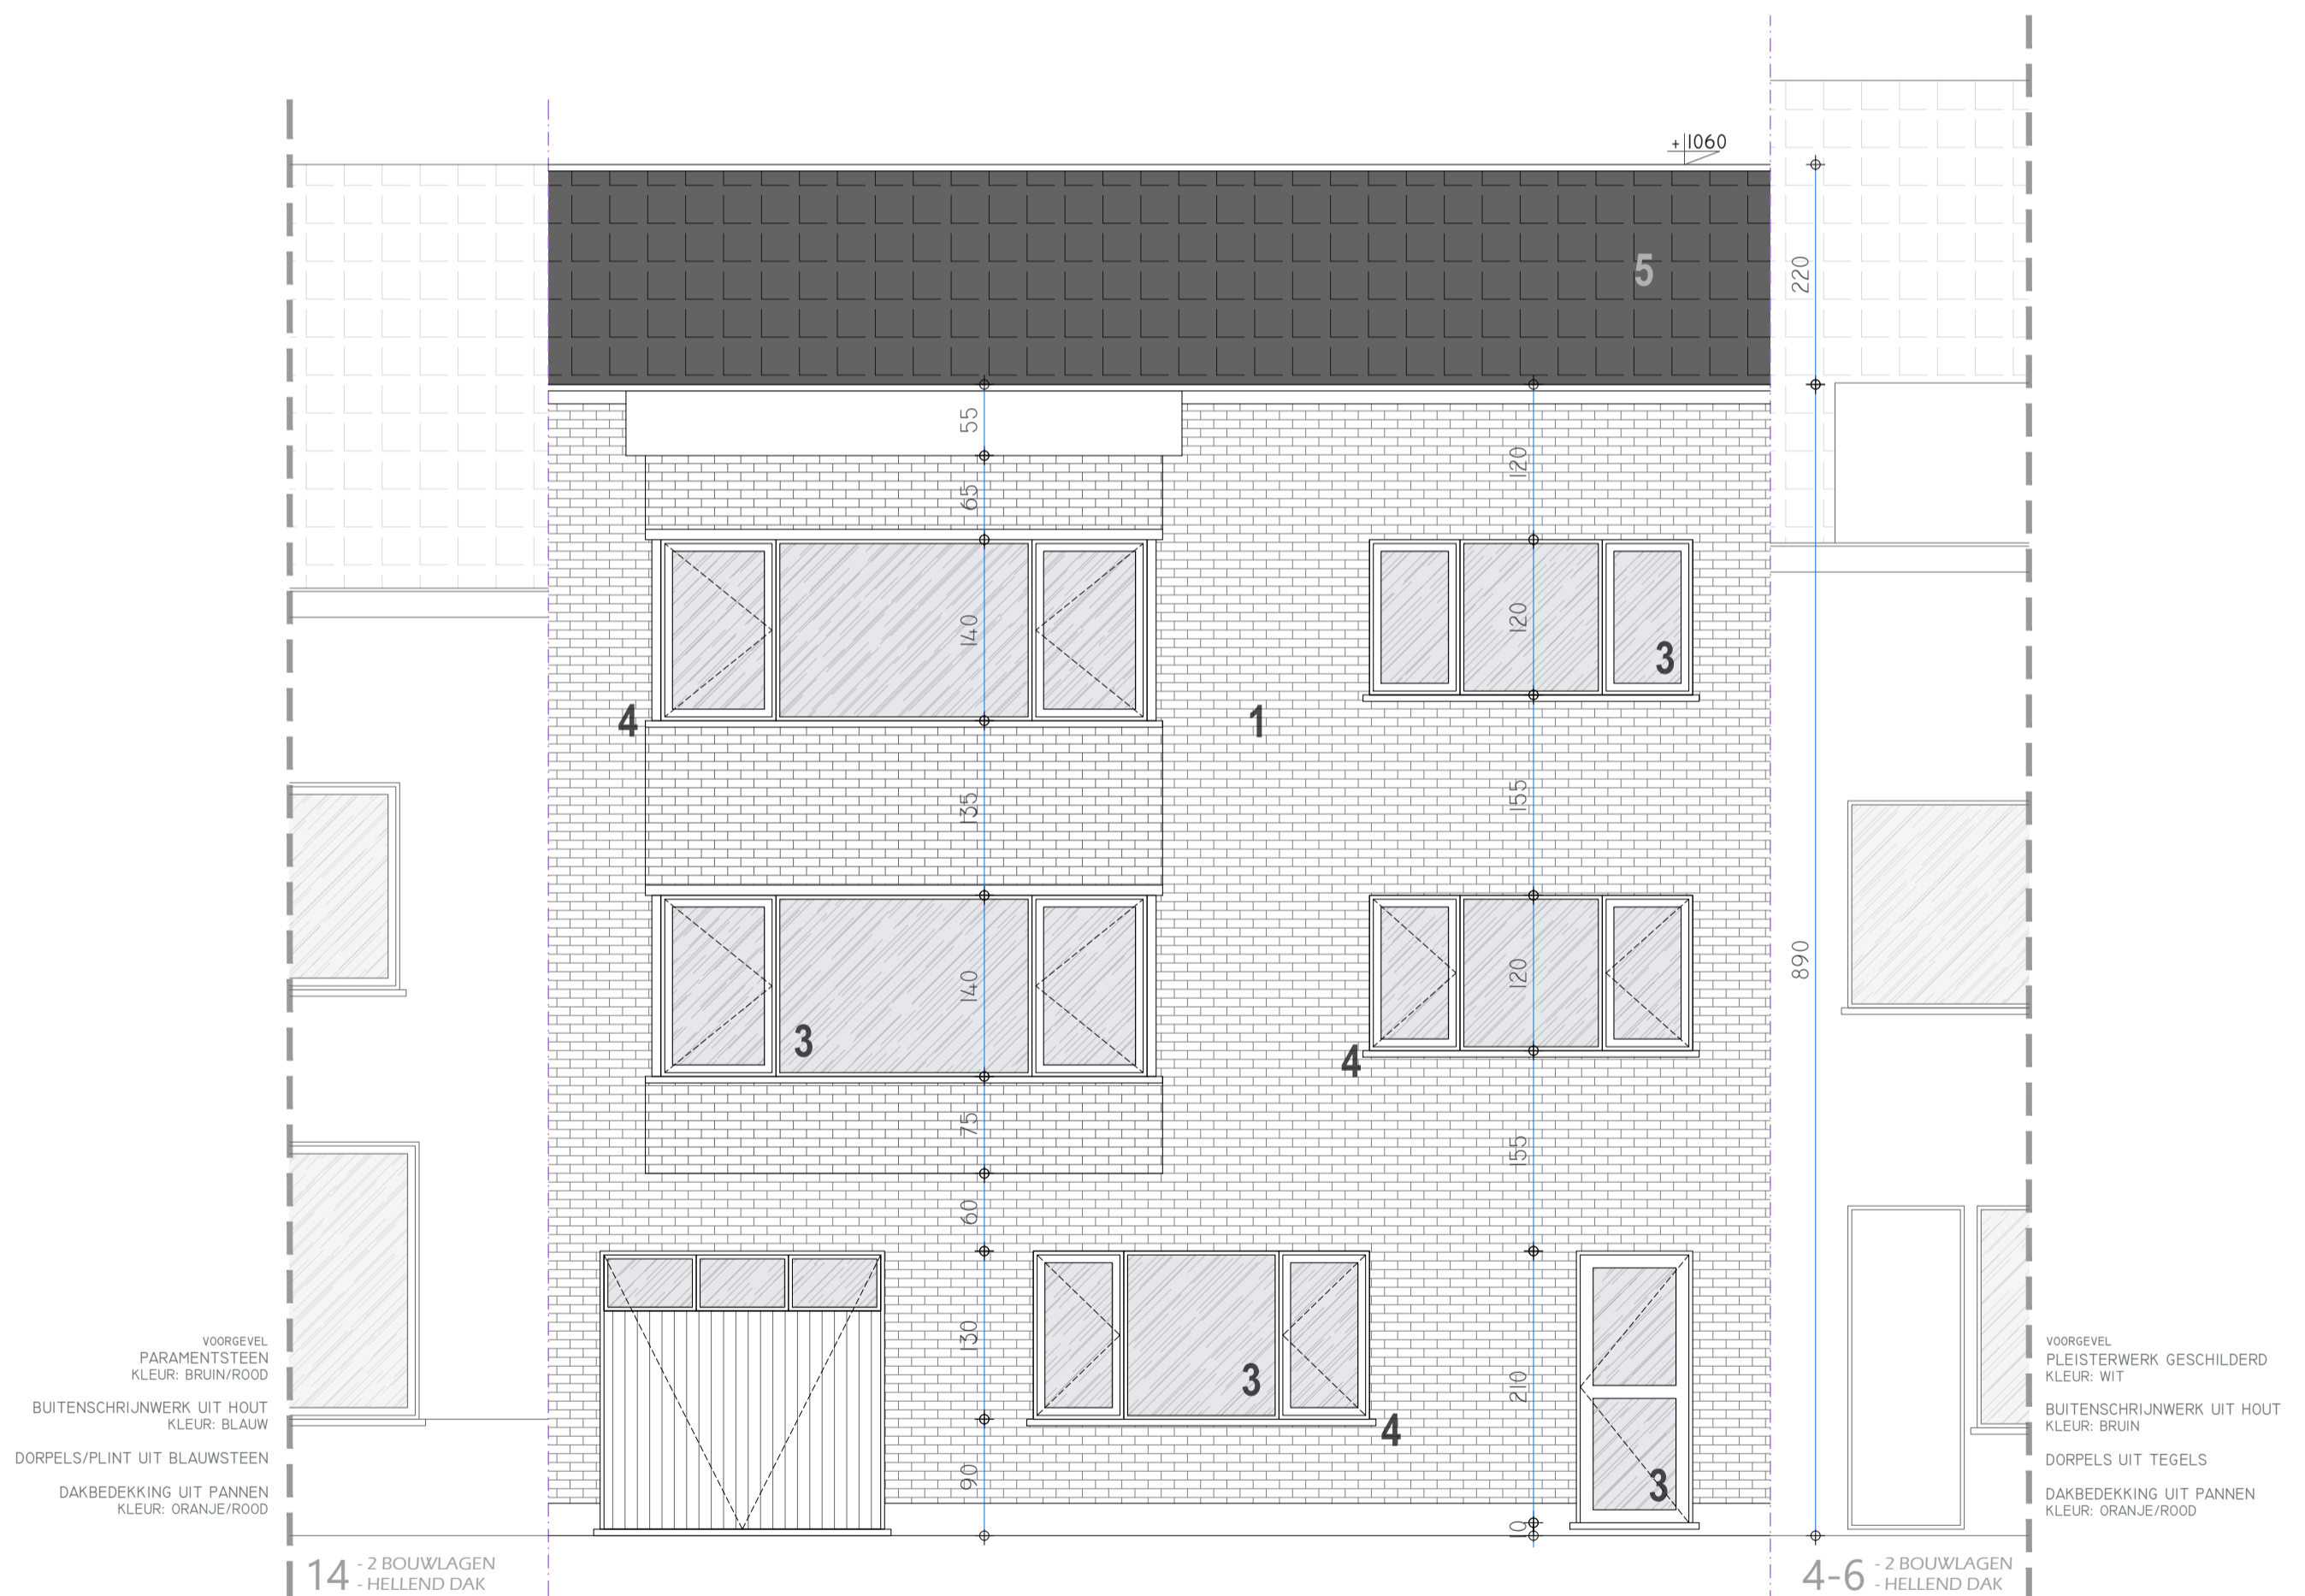 +1060
5
220
55
120
65
140
120
3
4
1
135
155
890
140
120
3
4
75
155
60
130
3
210
4
90
3
10
VOORGEVEL
PARAMENTSTEEN
KLEUR: BRUIN/ROOD
BUITENSCHRIJNWERK UIT HOUT
KLEUR: BLAUW
DORPELS/PLINT UIT BLAUWSTEEN
DAKBEDEKKING UIT PANNEN
KLEUR: ORANJE/ROOD
VOORGEVEL
PLEISTERWERK GESCHILDERD
KLEUR: WIT
BUITENSCHRIJNWERK UIT HOUT
KLEUR: BRUIN
DORPELS UIT TEGELS
DAKBEDEKKING UIT PANNEN
KLEUR: ORANJE/ROOD
14 - 2 BOUWLAGEN
- HELLEND DAK
4-6 - 2 BOUWLAGEN
- HELLEND DAK